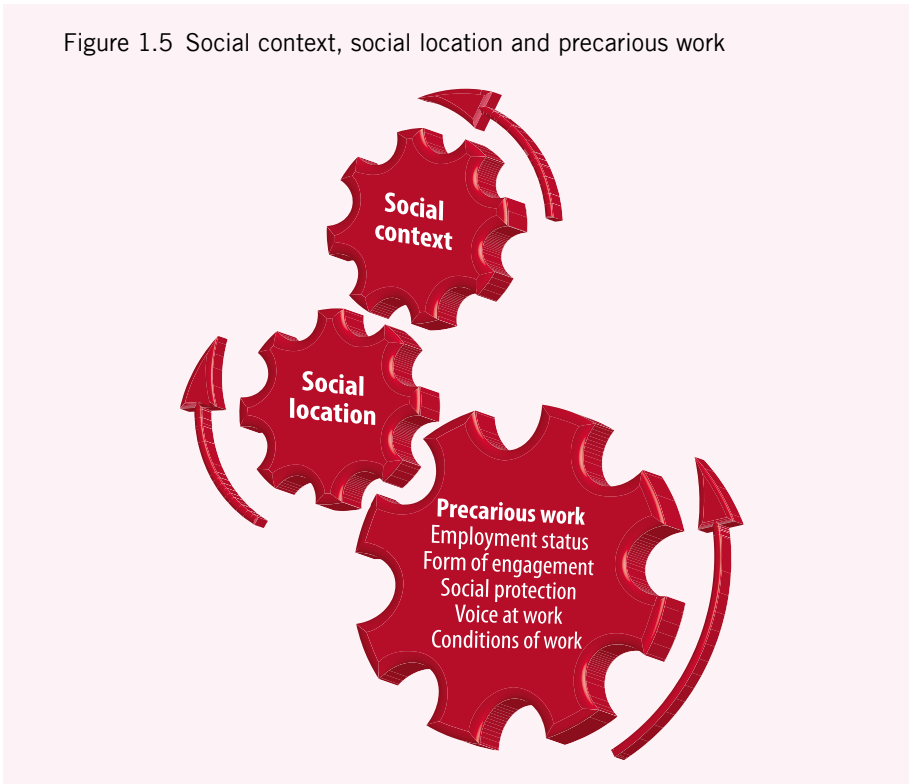 Figure 1.5 Social context, social location and precarious work
Social
context
Social
location
Precarious work
Employment status
Form of engagement
Social protection
Voice at work
Conditions of work